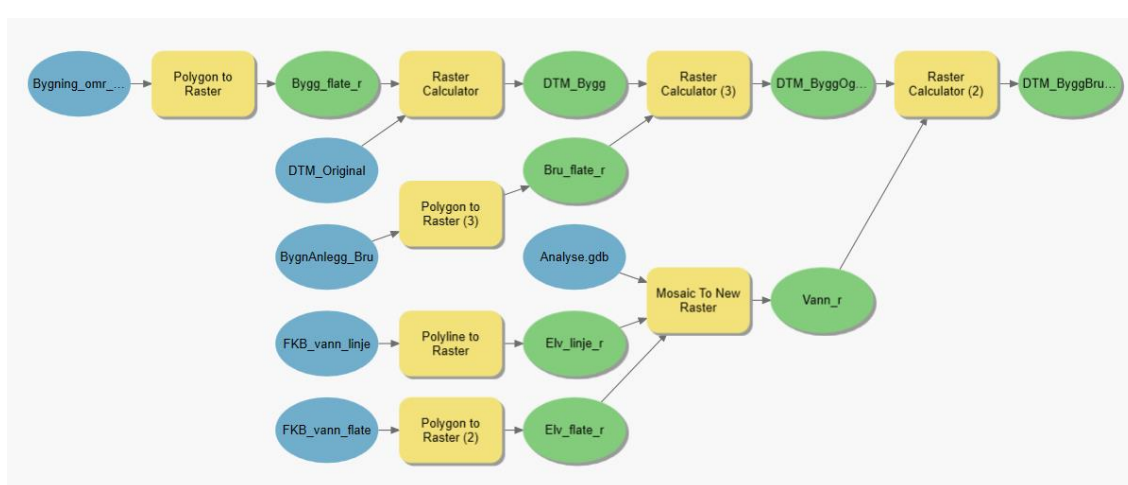 Bygning_omr_...
Polygon to
Raster
Bygg_flate_r
Raster
Calculator
DTM_Bygg
Raster
Calculator (3)
DTM_ByggOg...
Raster
Calculator (2)
DTM_ByggBru...
DTM_Original
Bru_flate_r
Polygon to
Raster (3)
BygnAnlegg_Bru
Analyse.gdb
Mosaic To New
Raster
Vann_r
FKB_vann_linje
Polyline to
Raster
Elv_linje_r
FKB_vann_flate
Polygon to
Raster (2)
Elv_flate_r